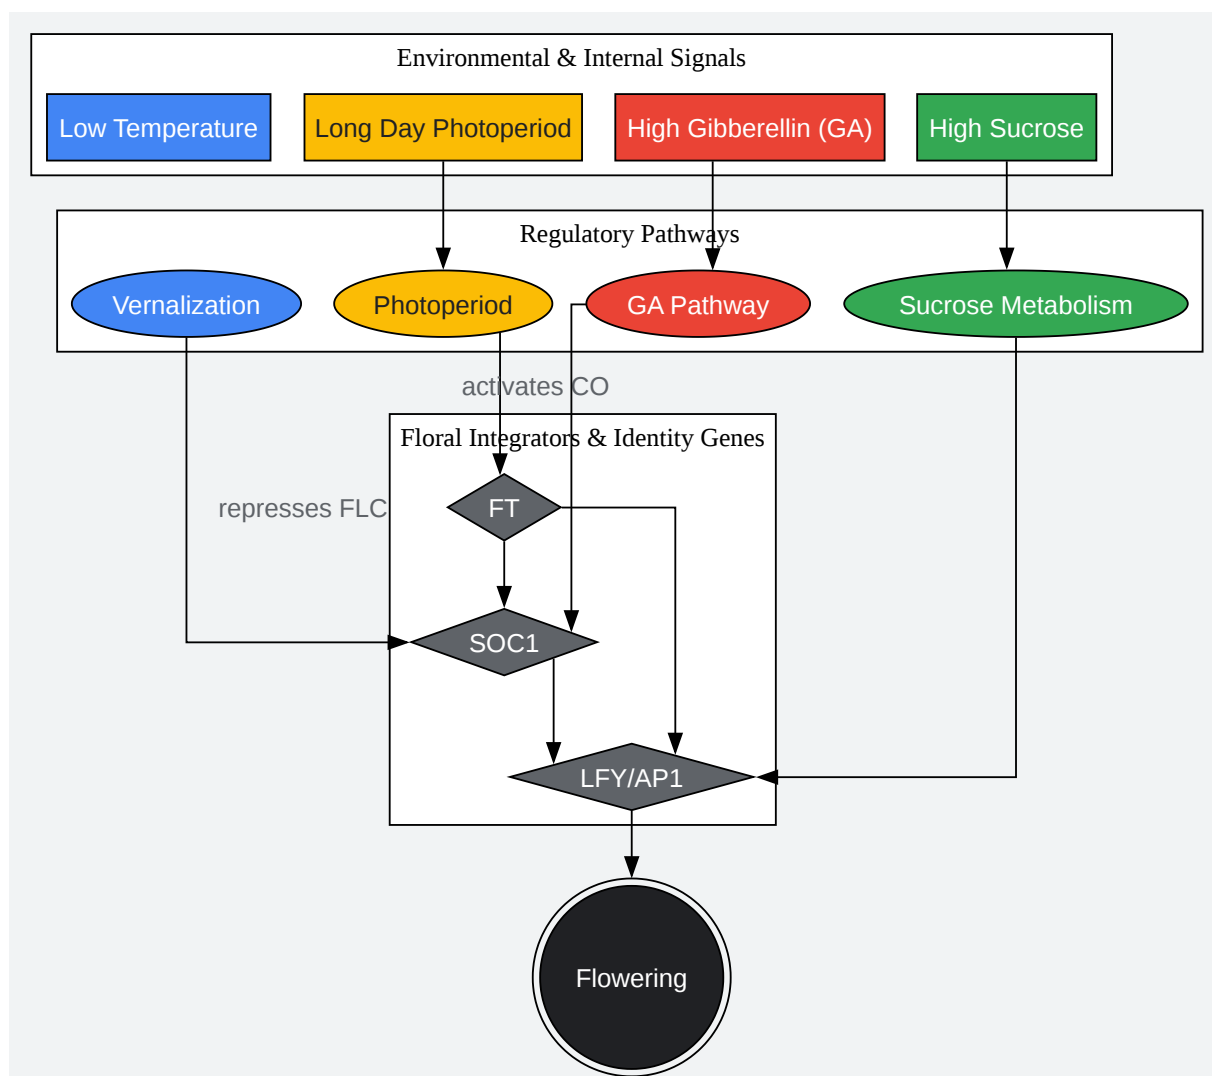 Environmental & Internal Signals
Low Temperature
Long Day Photoperiod
High Gibberellin (GA)
High Sucrose
Regulatory Pathways
Vernalization
Photoperiod
GA Pathway
Sucrose Metabolism
activates CO
Floral Integrators & Identity Genes
represses FLC
FT
SOC1
LFY/AP1
Flowering